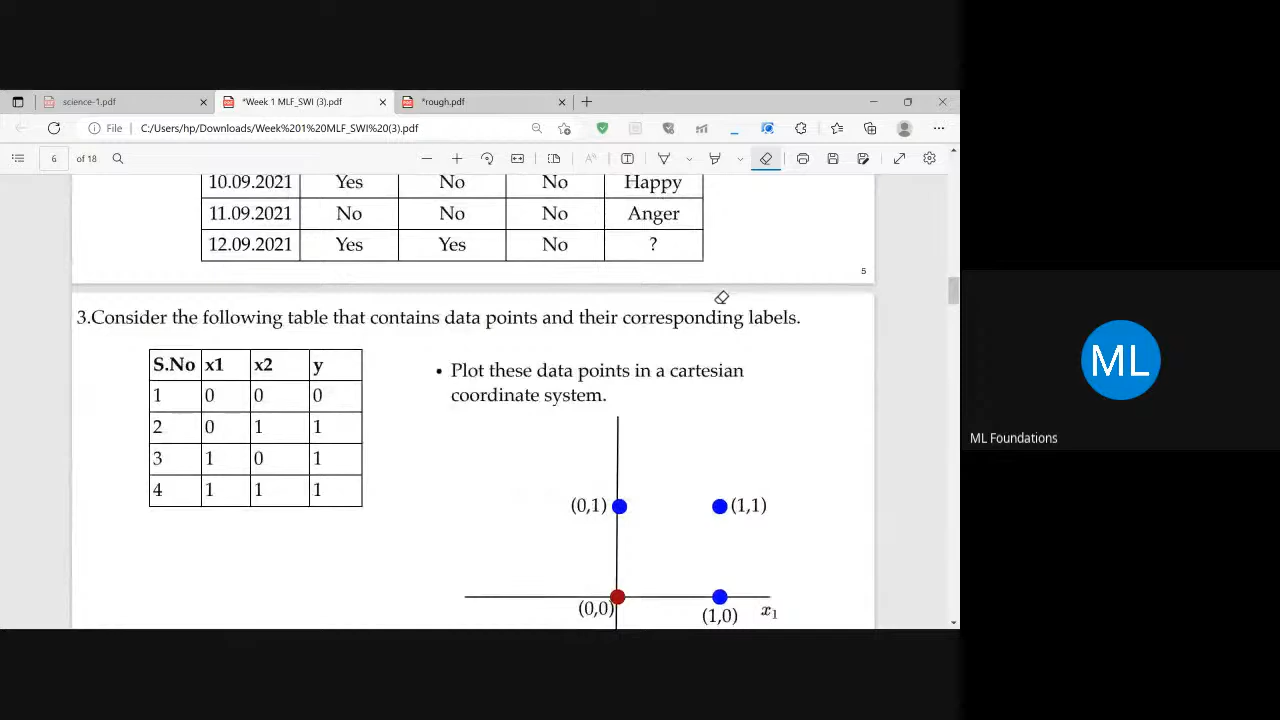 science-1.pdf
*Week 1 MLF_SWI (3).pdf
*rough.pdf
File
C:/Users/hp/Downloads/Week%201%20MLF_SWI%20(3).pdf
6 of 18
10.09.2021 Yes No No Happy
11.09.2021 No No No Anger
12.09.2021 Yes Yes No ?
5
3.Consider the following table that contains data points and their corresponding labels.
S.No x1 x2 y
1 0 0 0
2 0 1 1
3 1 0 1
4 1 1 1
• Plot these data points in a cartesian
coordinate system.
(0,1) (1,1)
(0,0) (1,0) x₁
ML
ML Foundations